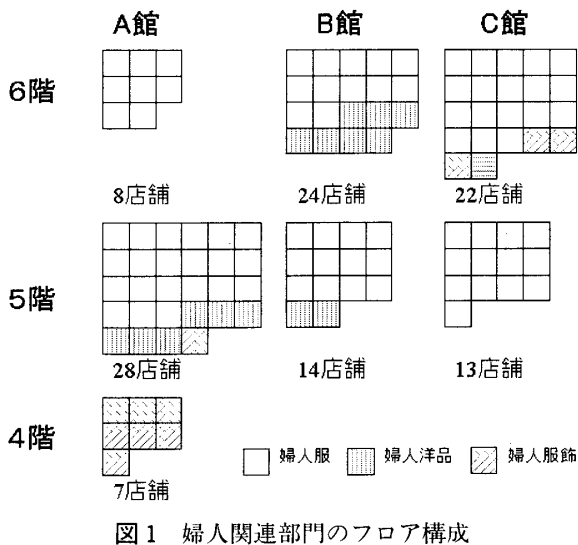 A館 B館 C館
6階
8店舗 24店舗 22店舗
5階
28店舗 14店舗 13店舗
4階
婦人服 婦人洋品 婦人服飾
7店舗
図1 婦人関連部門のフロア構成